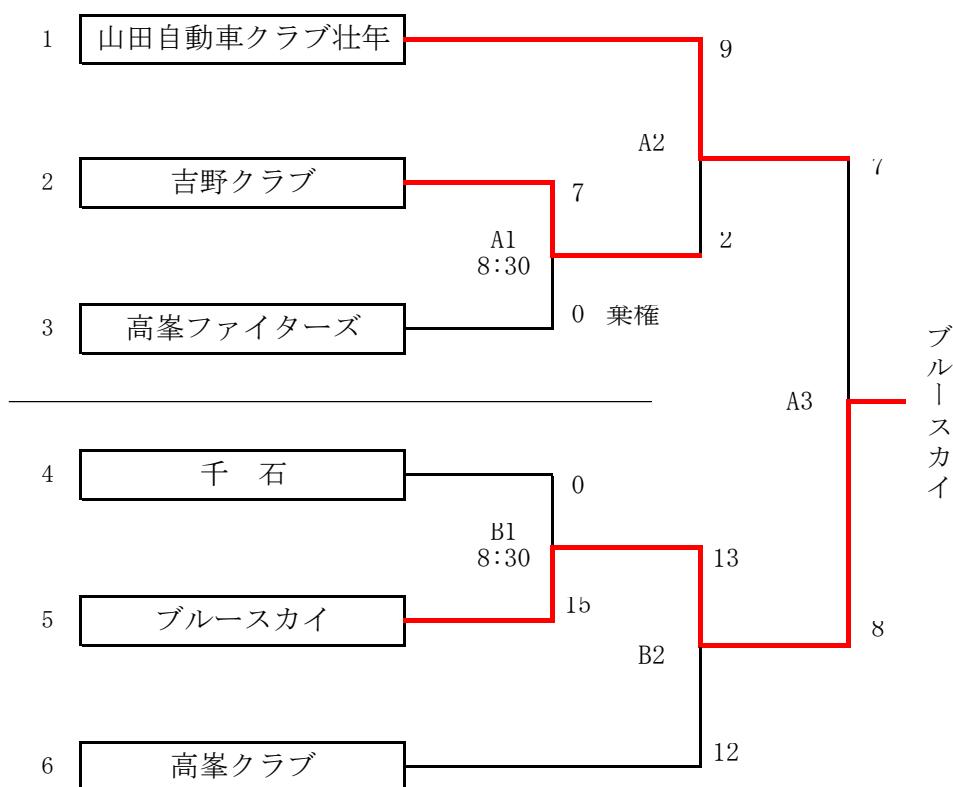 1 山田自動車クラブ壮年
9
A2
7
2 吉野クラブ
7
A1
8:30
2
3 高峯ファイターズ
0 棄権
ブルースカイ
A3
4 千 石
0
B1
8:30
13
5 ブルースカイ
15
8
B2
6 高峯クラブ
12